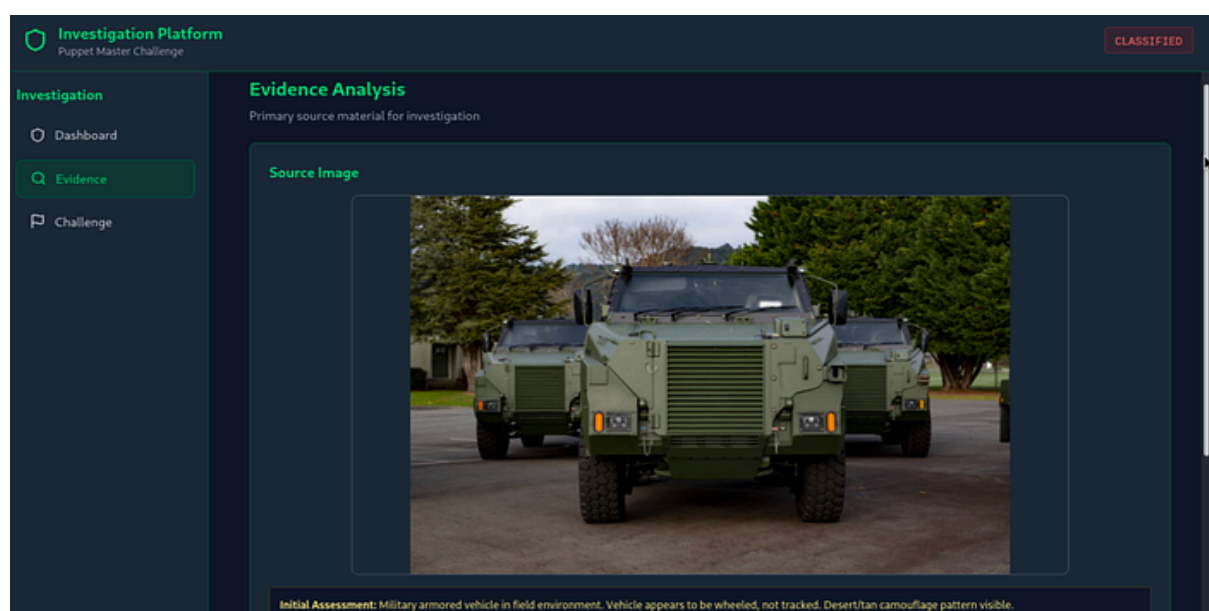 Investigation Platform
Puppet Master Challenge
CLASSIFIED
Investigation
Dashboard
Evidence
Challenge
Evidence Analysis
Primary source material for investigation
Source Image
Initial Assessment: Military armored vehicle in field environment. Vehicle appears to be wheeled, not tracked. Desert/tan camouflage pattern visible.